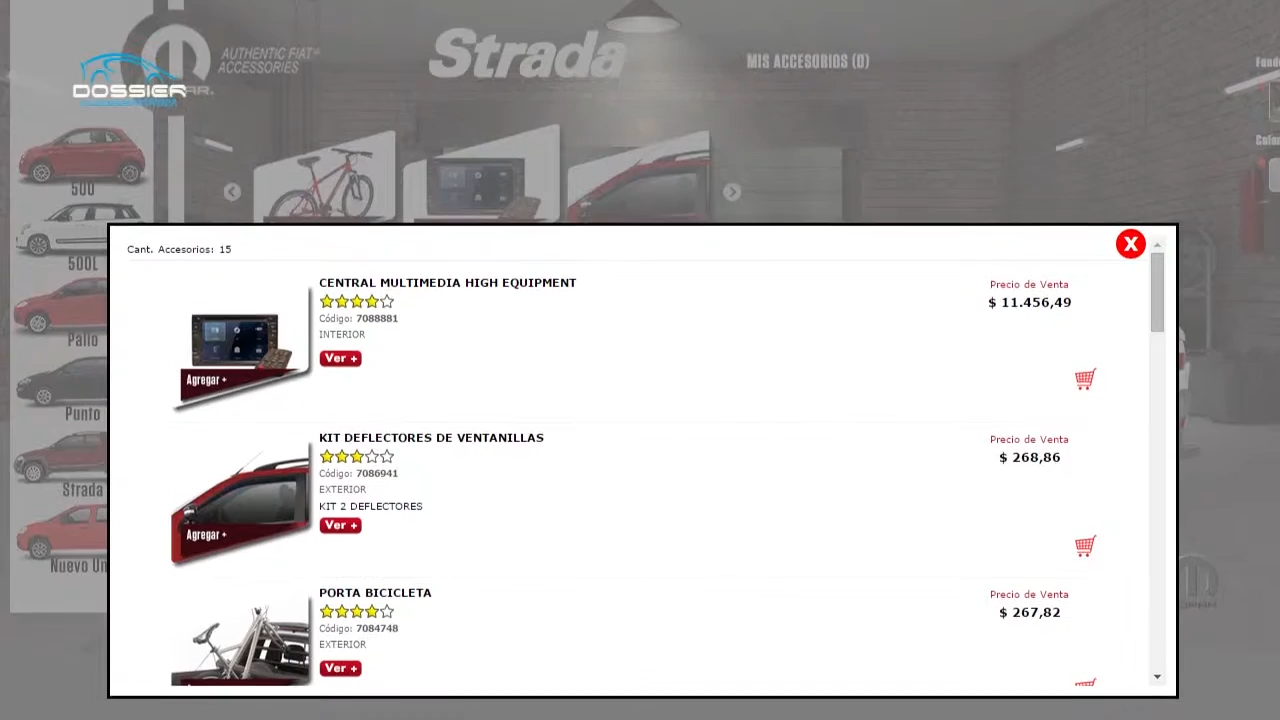 AUTHENTIC FIAT
ACCESSORIES
Strada
MIS ACCESORIOS (0)
DOSSIER
500
500L
Palio
Punto
Strada
Cant. Accesorios: 15
X
CENTRAL MULTIMEDIA HIGH EQUIPMENT
Código: 7088881
INTERIOR
Ver +
Agregar +
Precio de Venta
$ 11.456,49
KIT DEFLECTORES DE VENTANILLAS
Código: 7086941
EXTERIOR
KIT 2 DEFLECTORES
Ver +
Agregar +
Precio de Venta
$ 268,86
PORTA BICICLETA
Código: 7084748
EXTERIOR
Ver +
Precio de Venta
$ 267,82
Nuevo Un